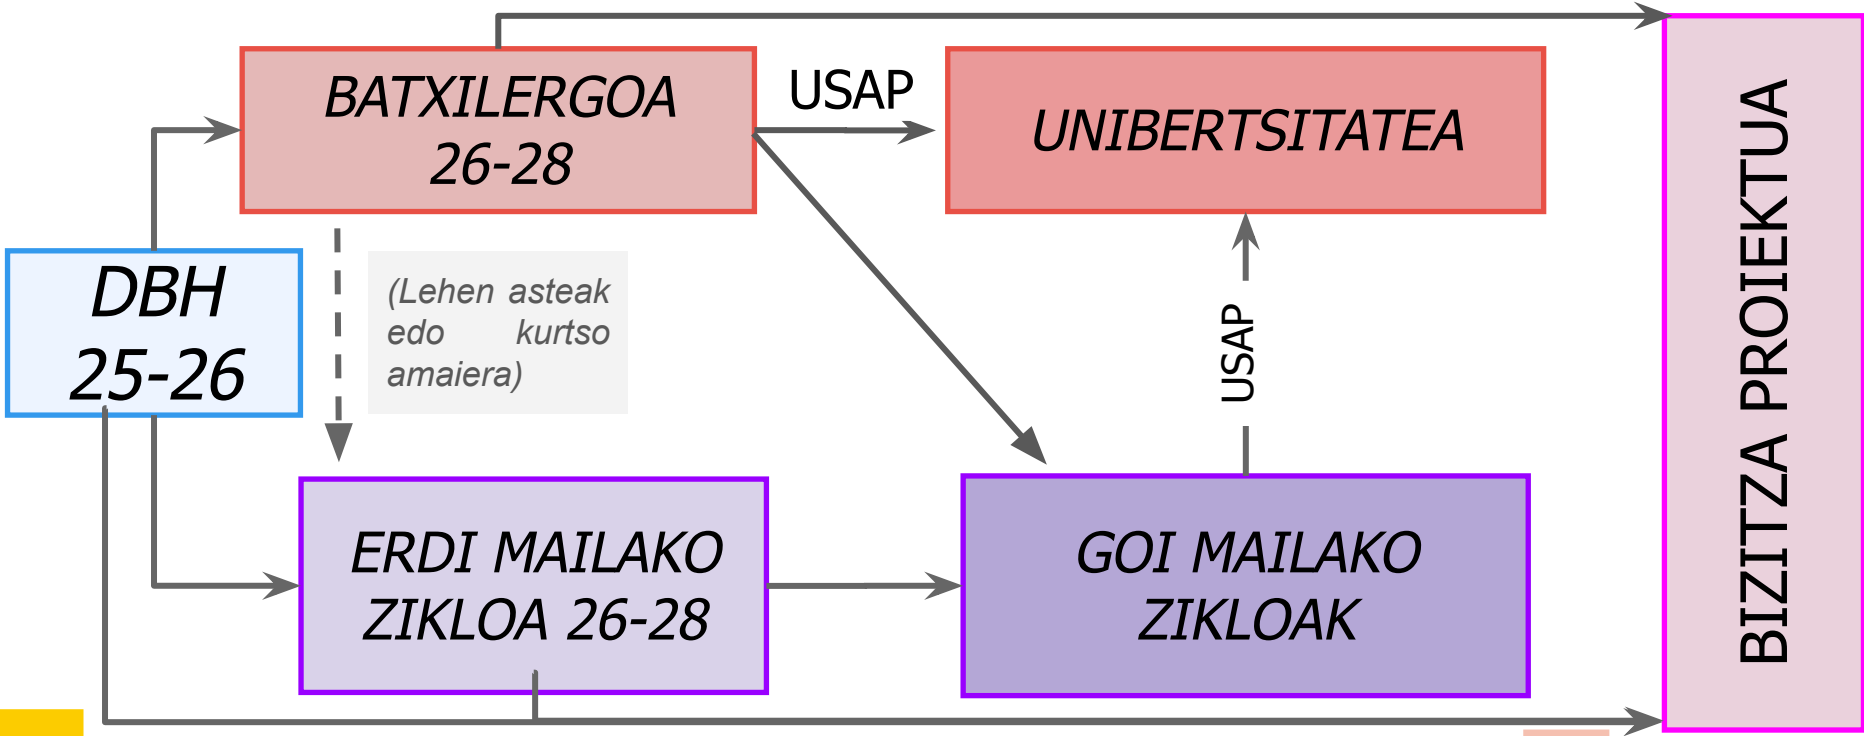 BATXILERGOA
26-28
USAP
UNIBERTSITATEA
DBH
25-26
(Lehen asteak
edo kurtso
amaiera)
USAP
ERDI MAILAKO
ZIKLOA 26-28
GOI MAILAKO
ZIKLOAK
BIZITZA PROIEKTUA